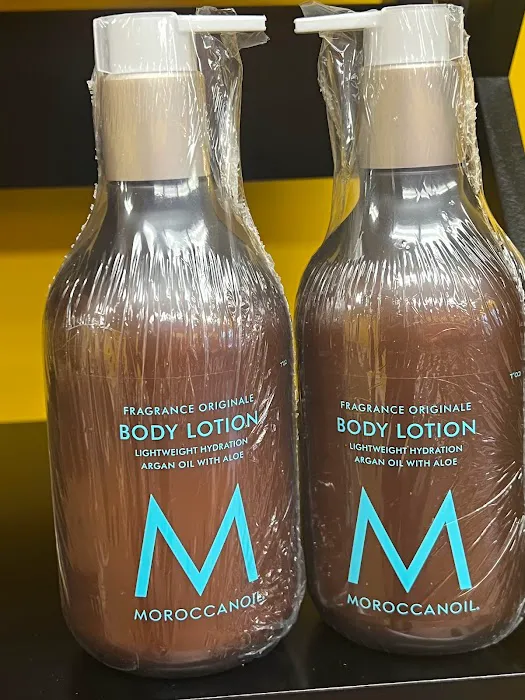 FRAGRANCE ORIGINALE
BODY LOTION
LIGHTWEIGHT HYDRATION
ARGAN OIL WITH ALOE
M
MOROCCANOIL
FRAGRANCE ORIGINALE
BODY LOTION
LIGHTWEIGHT HYDRATION
ARGAN OIL WITH ALOE
M
MOROCCANOIL®